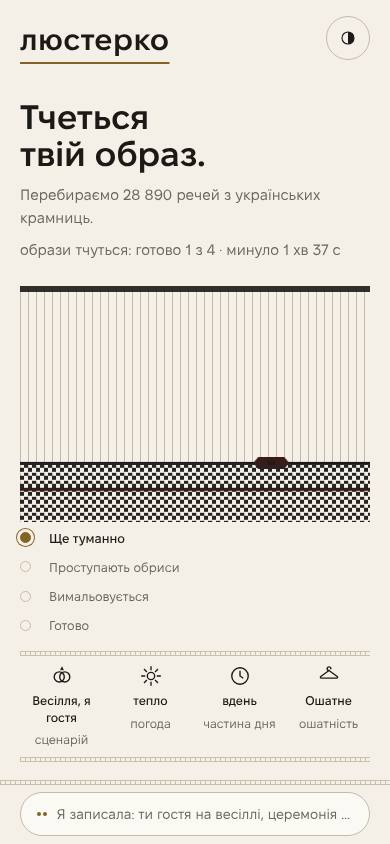 люстерко
Тчеться
твій образ.
Перебираємо 28 890 речей з українських
крамниць.
образи тчуться: готово 1 з 4 · минуло 1 хв 37 с
Ще туманно
Проступають обриси
Вимальовується
Готово
Весілля, я
гостя
сценарій
тепло
погода
вдень
частина дня
Ошатне
ошатність
Я записала: ти гостя на весіллі, церемонія ...